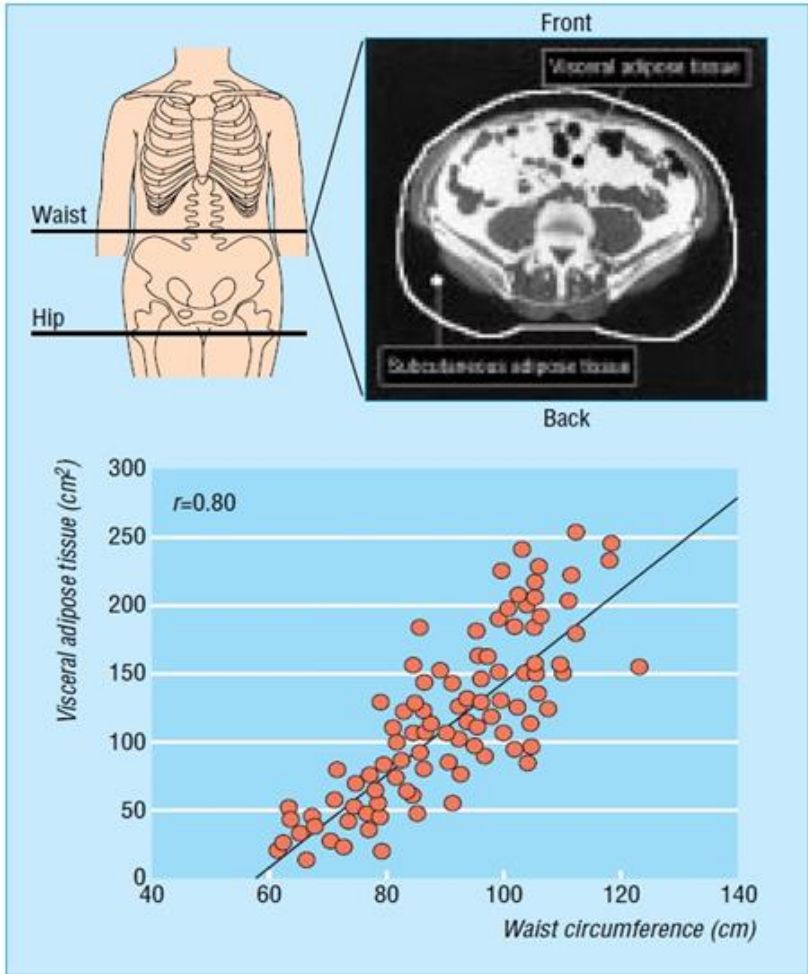 Front
Visceral adipose tissue
Waist
Hip
Subcutaneous adipose tissue
Back
Visceral adipose tissue (cm²)
300
250
200
150
100
50
0
r=0.80
40 60 80 100 120 140
Waist circumference (cm)